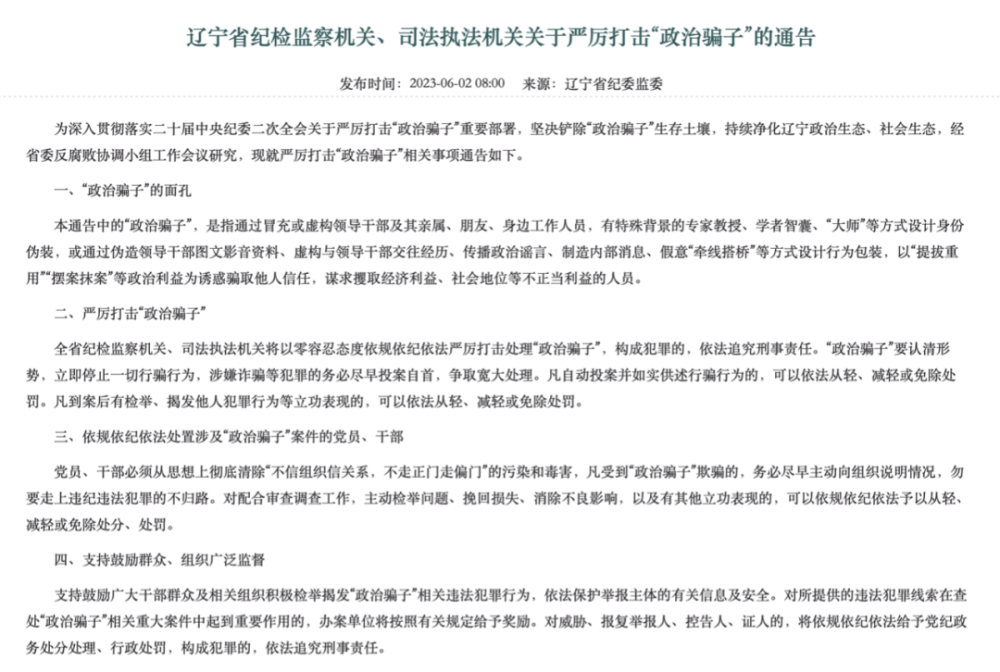 辽宁省纪检监察机关、司法执法机关关于严厉打击“政治骗子”的通告
发布时间：2023-06-02 08:00 来源：辽宁省纪委监委
为深入贯彻落实二十届中央纪委二次全会关于严厉打击“政治骗子”重要部署，坚决铲除“政治骗子”生存土壤，持续净化辽宁政治生态、社会生态，经
省委反腐败协调小组工作会议研究，现就严厉打击“政治骗子”相关事项通告如下。
一、“政治骗子”的面孔
本通告中的“政治骗子”，是指通过冒充或虚构领导干部及其亲属、朋友、身边工作人员，有特殊背景的专家教授、学者智囊、“大师”等方式设计身份
伪装，或通过伪造领导干部图文影音资料、虚构与领导干部交往经历、传播政治谣言、制造内部消息、假意“牵线搭桥”等方式设计行为包装，以“提拔重
用”“摆案抹案”等政治利益为诱惑骗取他人信任，谋求攫取经济利益、社会地位等不正当利益的人员。
二、严厉打击“政治骗子”
全省纪检监察机关、司法执法机关将以零容忍态度依规依纪依法严厉打击处理“政治骗子”，构成犯罪的，依法追究刑事责任。“政治骗子”要认清形
势，立即停止一切行骗行为，涉嫌诈骗等犯罪的务必尽早投案自首，争取宽大处理。凡自动投案并如实供述行骗行为的，可以依法从轻、减轻或免除处
罚。凡到案后有检举、揭发他人犯罪行为等立功表现的，可以依法从轻、减轻或免除处罚。
三、依规依纪依法处置涉及“政治骗子”案件的党员、干部
党员、干部必须从思想上彻底清除“不信组织信关系，不走正门走偏门”的污染和毒害，凡受到“政治骗子”欺骗的，务必尽早主动向组织说明情况，勿
要走上违纪违法犯罪的不归路。对配合审查调查工作，主动检举问题、挽回损失、消除不良影响，以及有其他立功表现的，可以依规依纪依法予以从轻、
减轻或免除处分、处罚。
四、支持鼓励群众、组织广泛监督
支持鼓励广大干部群众及相关组织积极检举揭发“政治骗子”相关违法犯罪行为，依法保护举报主体的有关信息及安全。对所提供的违法犯罪线索在查
处“政治骗子”相关重大案件中起到重要作用的，办案单位将按照有关规定给予奖励。对威胁、报复举报人、控告人、证人的，将依规依纪依法给予党纪政
务处分处理、行政处罚，构成犯罪的，依法追究刑事责任。